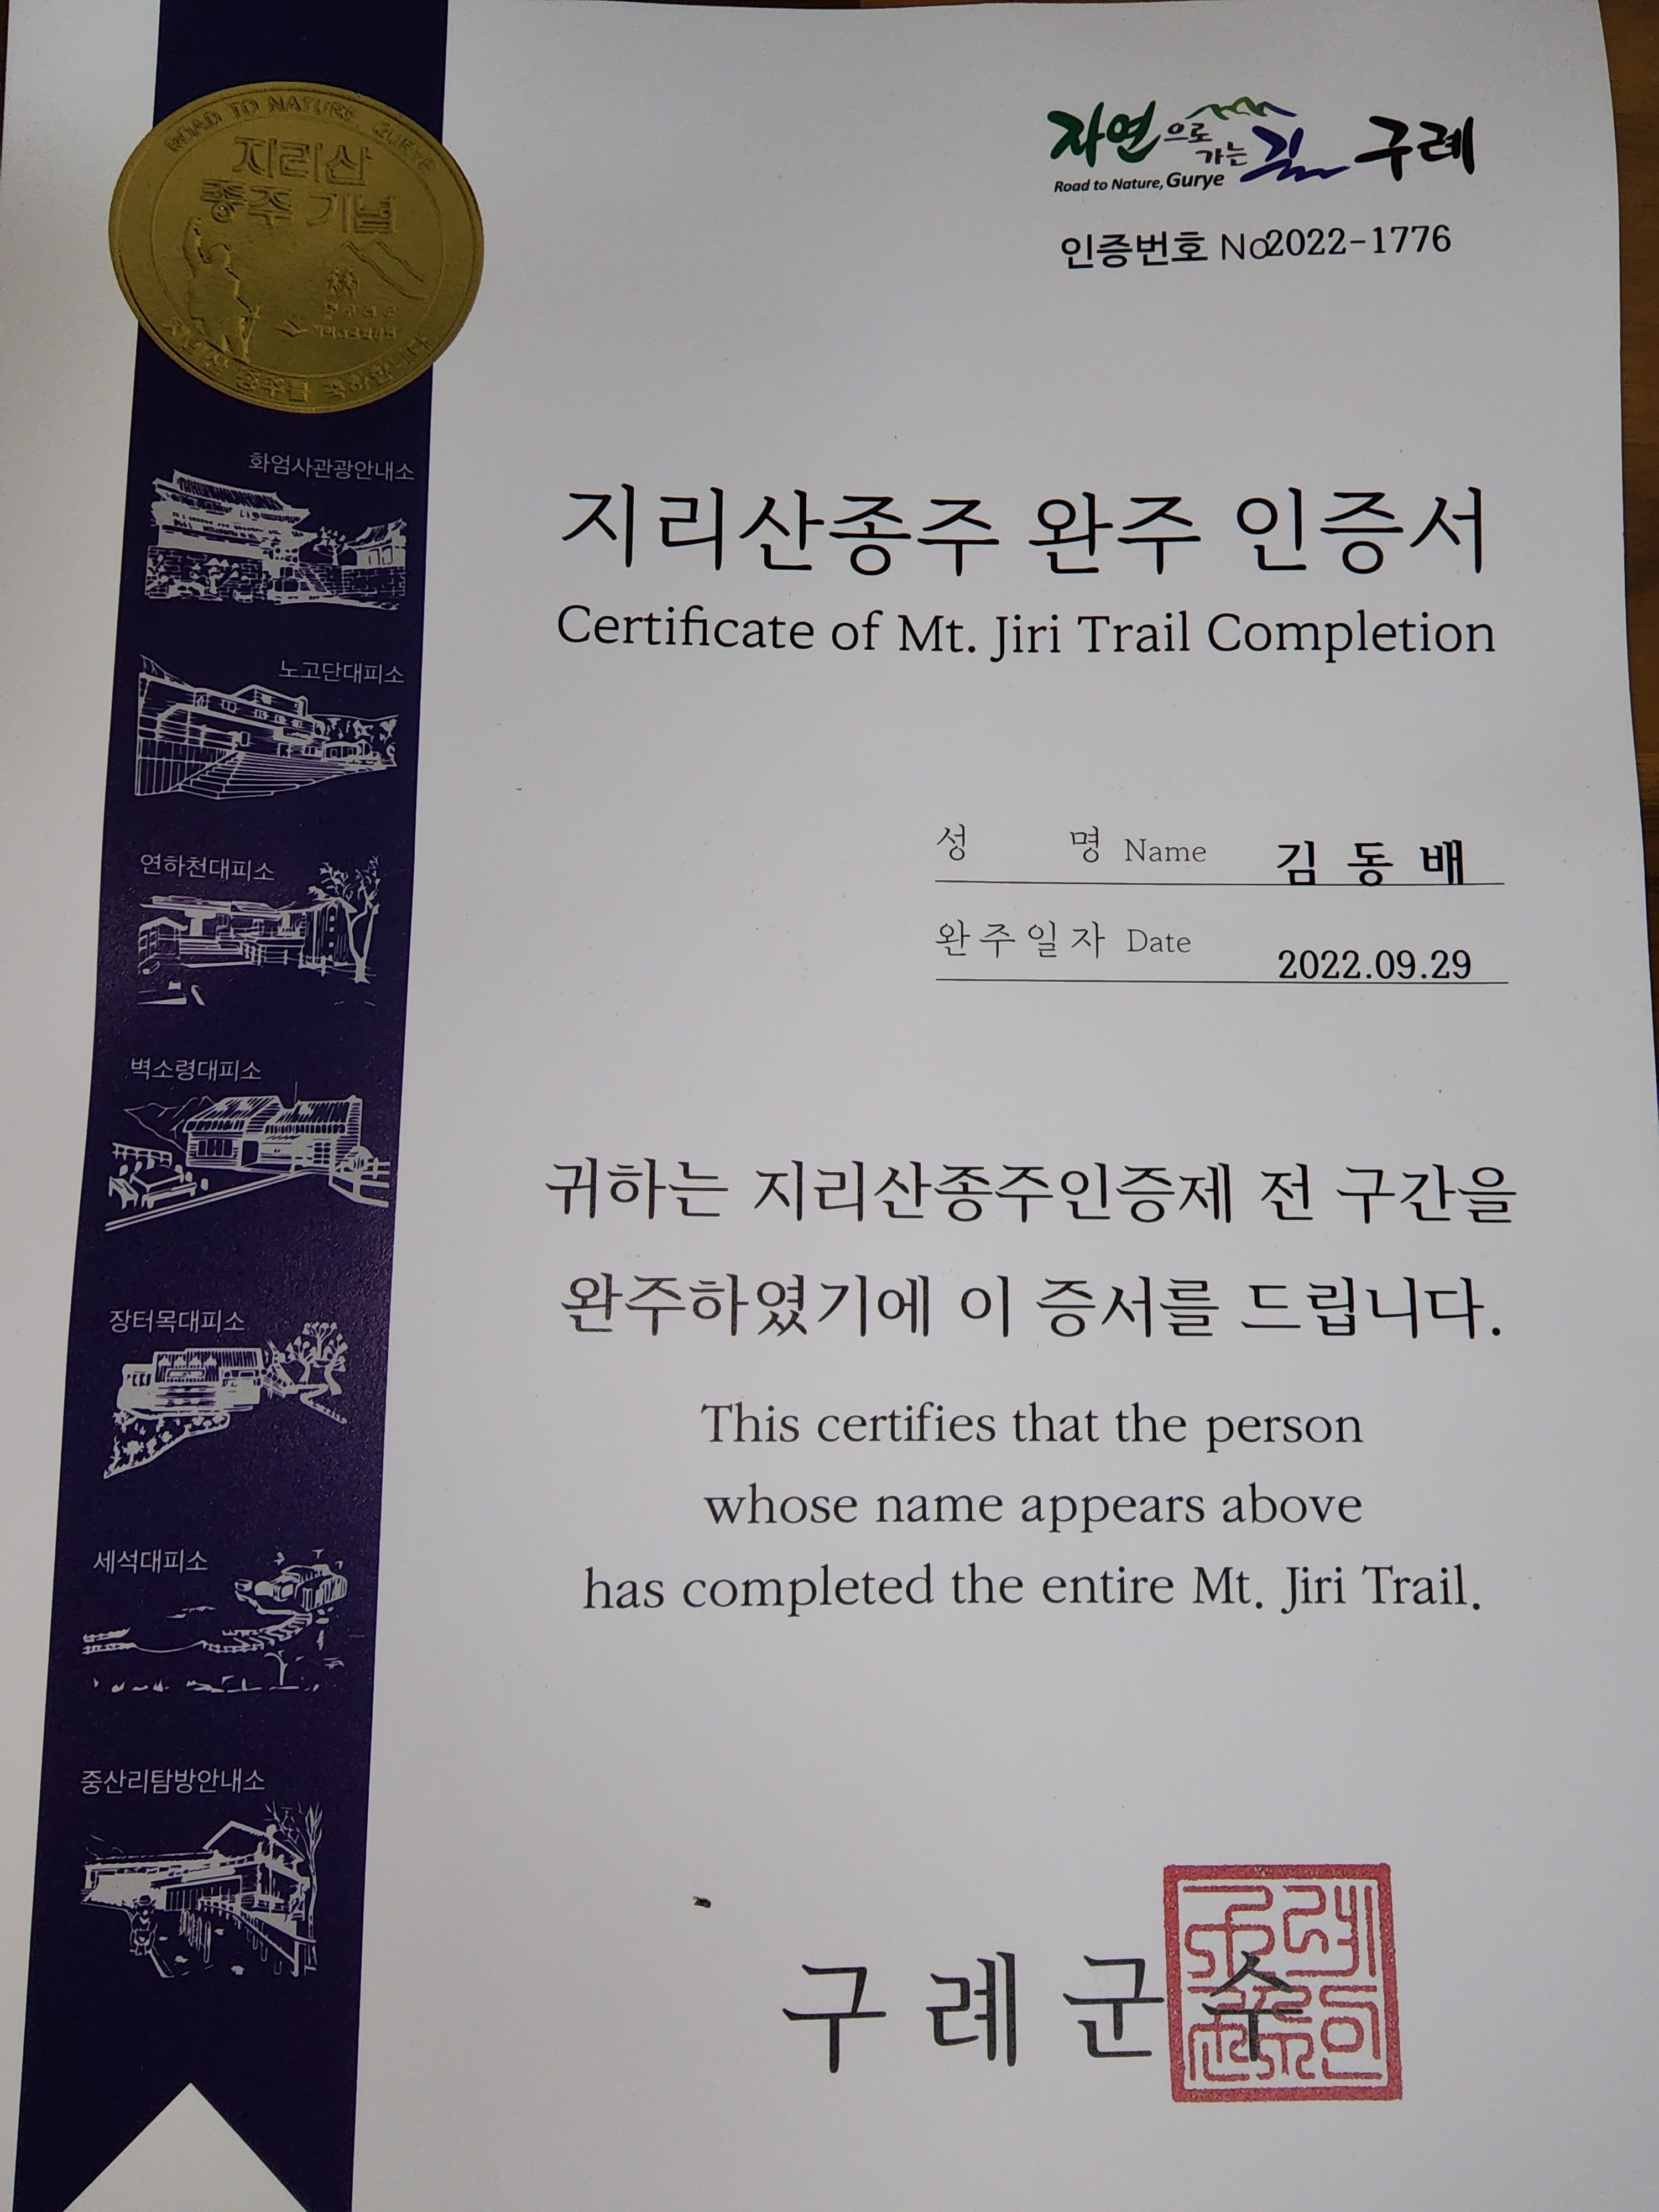 ROAD TO NATURE, GURYE
지리산
종주 기념
자연으로 가는 길 구례
Road to Nature, Gurye
인증번호 No2022-1776
화엄사관광안내소
노고단대피소
연하천대피소
벽소령대피소
장터목대피소
세석대피소
중산리탐방안내소
지리산종주 완주 인증서
Certificate of Mt. Jiri Trail Completion
성 명 Name 김 동 배
완주일자 Date 2022.09.29
귀하는 지리산종주인증제 전 구간을
완주하였기에 이 증서를 드립니다.
This certifies that the person
whose name appears above
has completed the entire Mt. Jiri Trail.
구 례 군 수